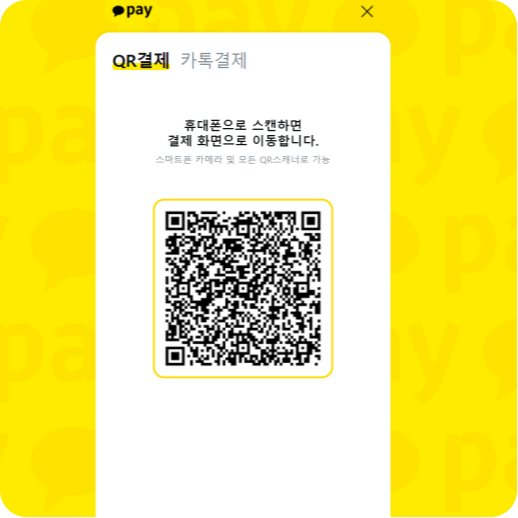 pay
QR결제 카톡결제
휴대폰으로 스캔하면
결제 화면으로 이동합니다.
스마트폰 카메라 및 모든 QR스캐너로 가능